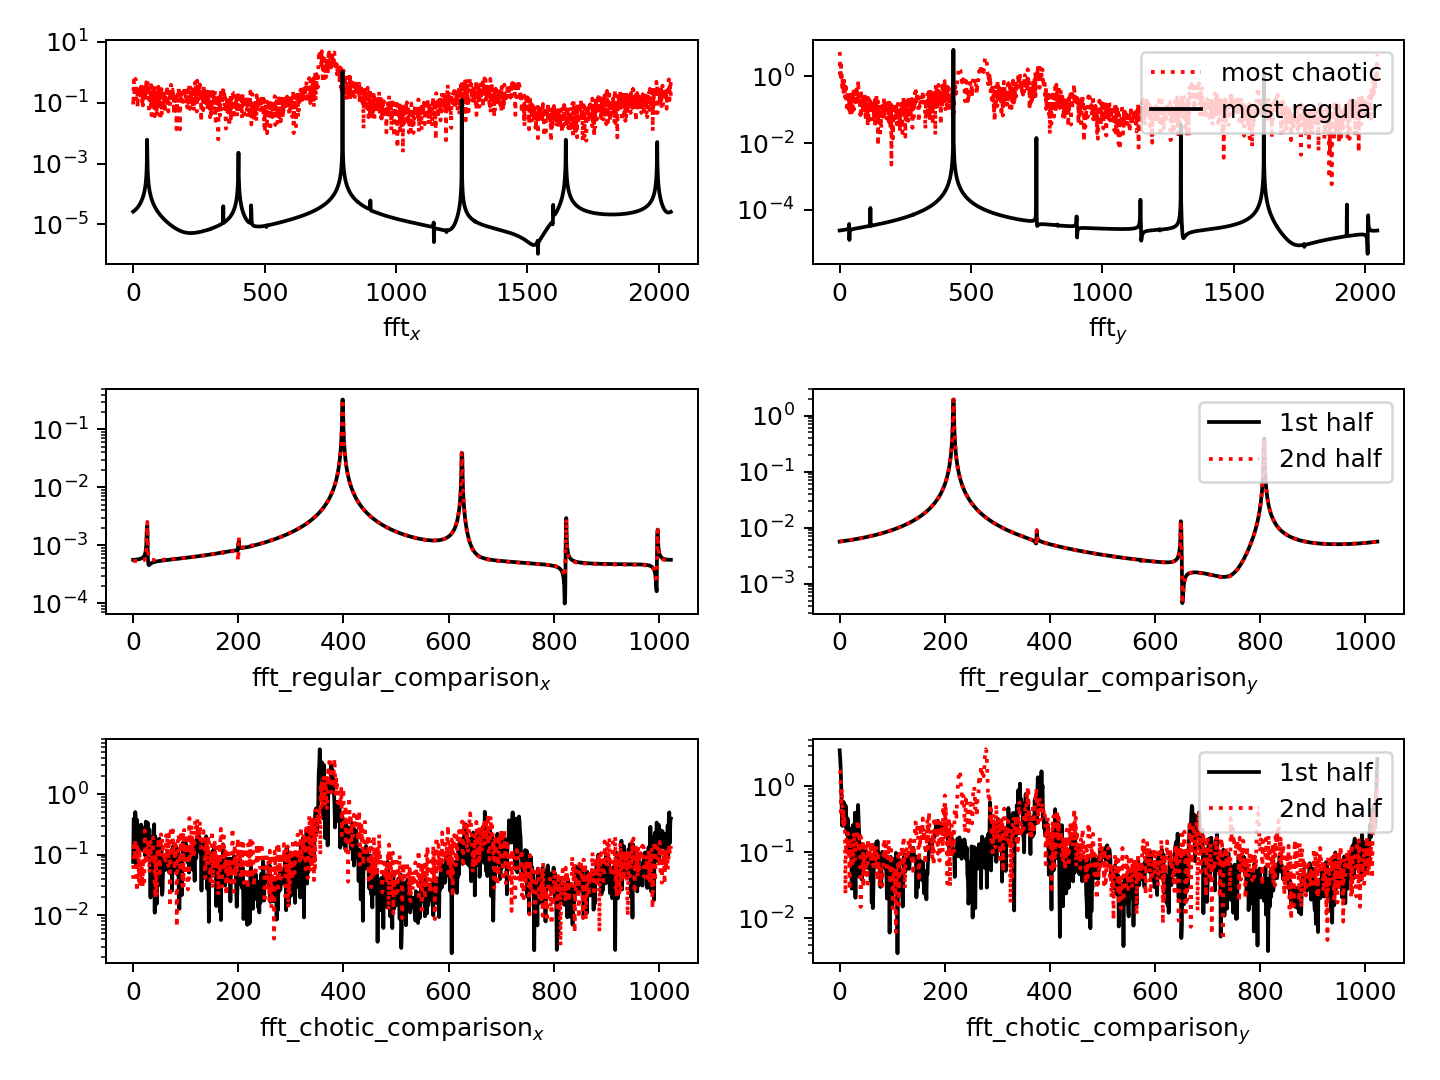 10¹
10⁻¹
10⁻³
10⁻⁵
0 500 1000 1500 2000
fftₓ
10⁰
10⁻²
10⁻⁴
most chaotic
most regular
0 500 1000 1500 2000
fft_y
10⁻¹
10⁻²
10⁻³
10⁻⁴
0 200 400 600 800 1000
fft_regular_comparisonₓ
10⁰
10⁻¹
10⁻²
10⁻³
1st half
2nd half
0 200 400 600 800 1000
fft_regular_comparison_y
10⁰
10⁻¹
10⁻²
0 200 400 600 800 1000
fft_chotic_comparisonₓ
10⁰
10⁻¹
10⁻²
1st half
2nd half
0 200 400 600 800 1000
fft_chotic_comparison_y